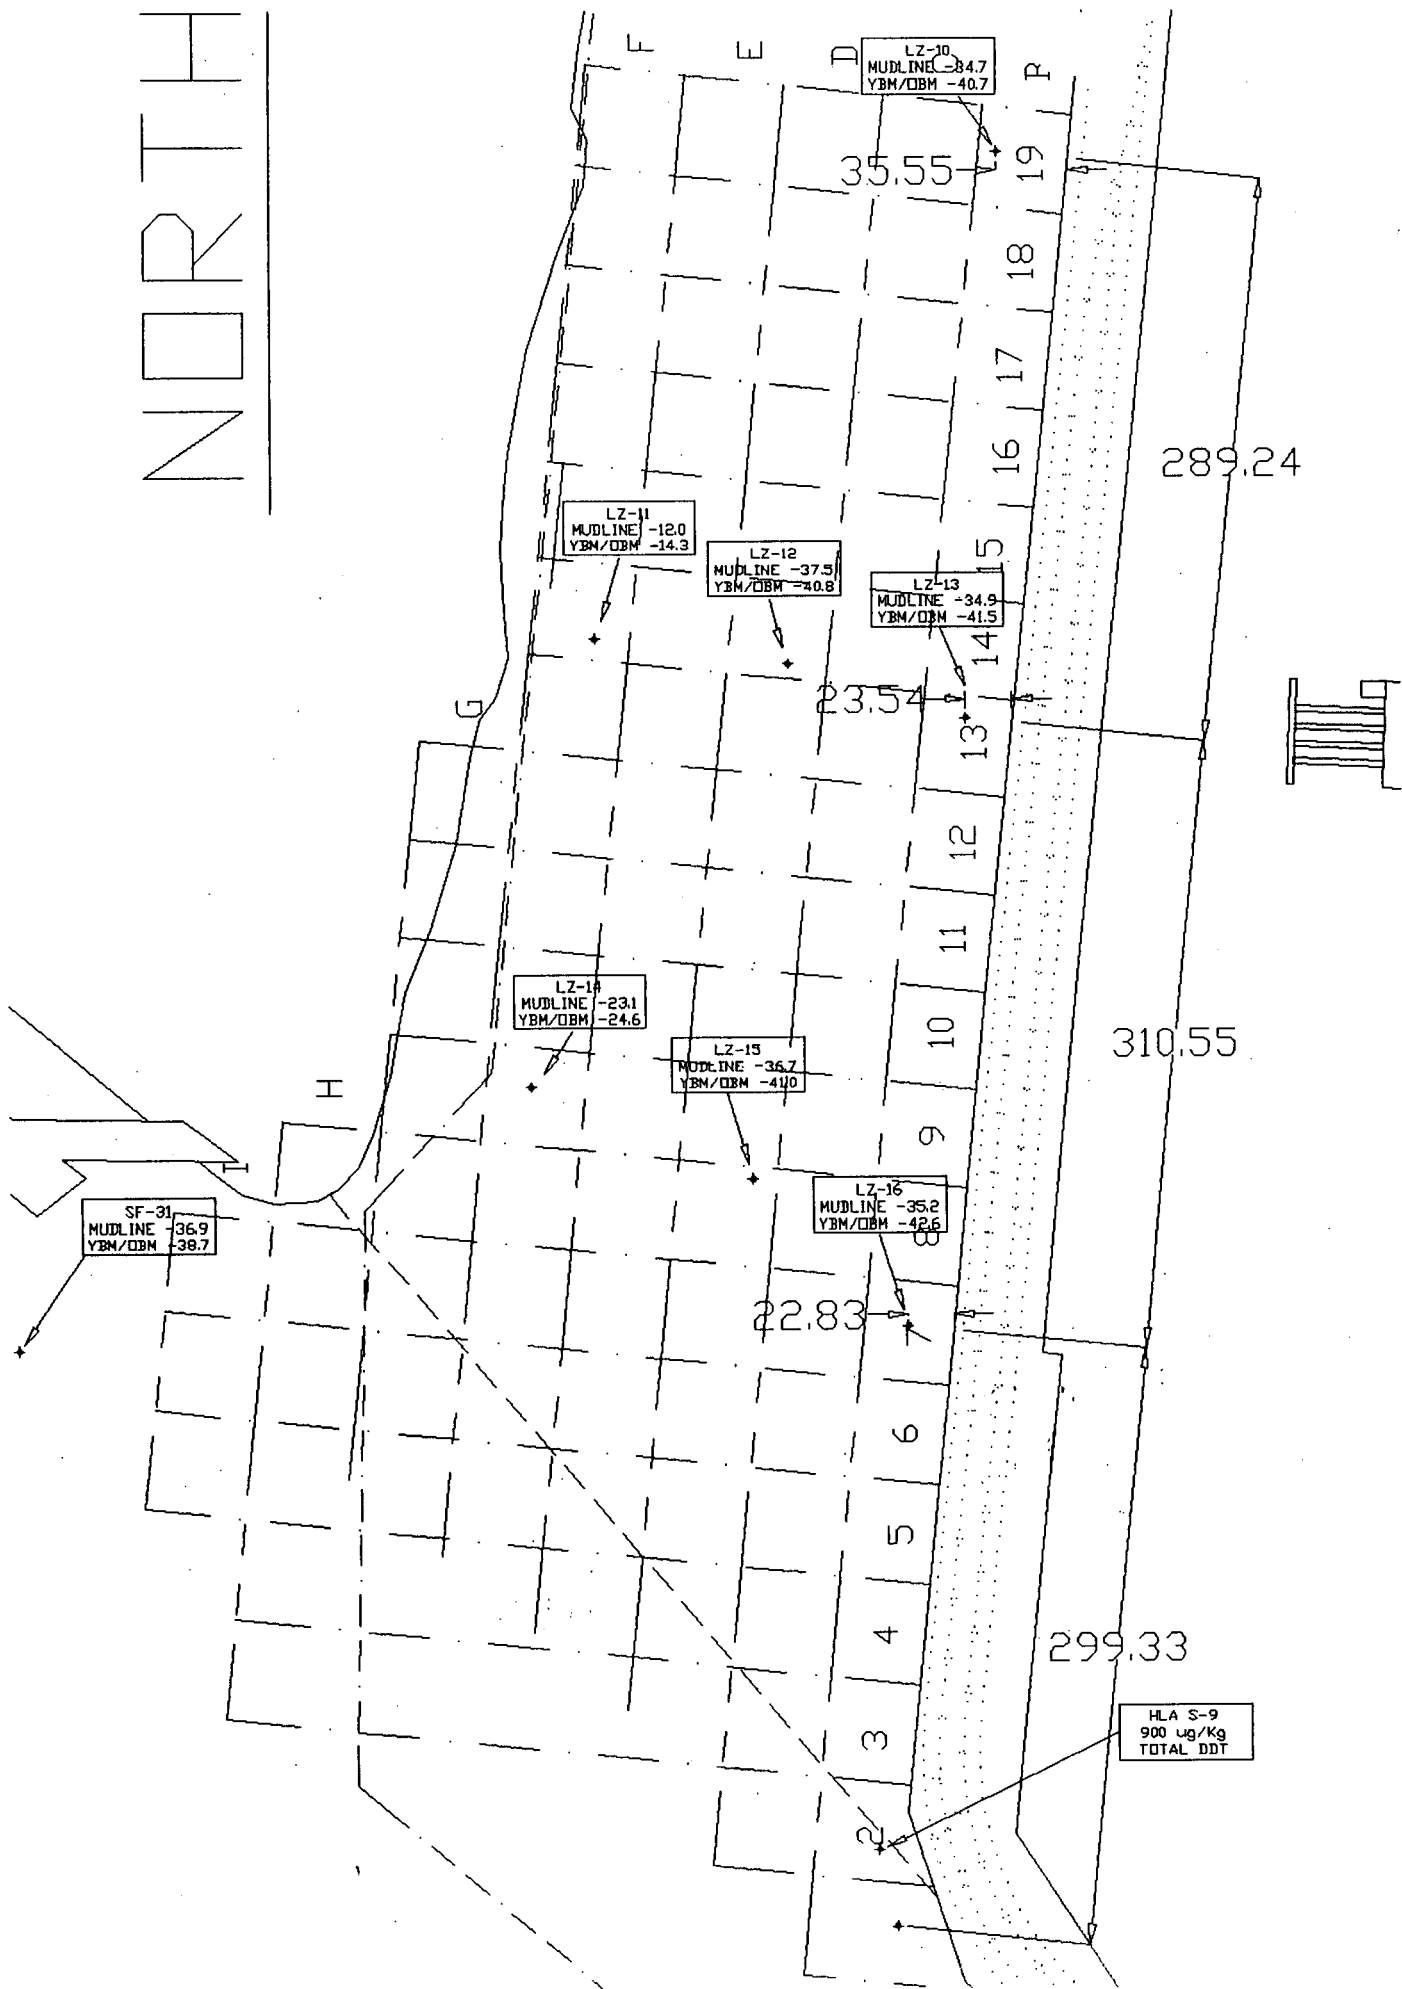 NORTH
F
E
D
C
B
LZ-10
MUDLINE -34.7
YBM/OBM -40.7
35.55
19
18
17
16
289.24
LZ-11
MUDLINE -12.0
YBM/OBM -14.3
LZ-12
MUDLINE -37.5
YBM/OBM -40.8
15
LZ-13
MUDLINE -34.9
YBM/OBM -41.5
14
G
23.54
13
12
11
LZ-14
MUDLINE -23.1
YBM/OBM -24.6
10
310.55
LZ-15
MUDLINE -36.7
YBM/OBM -41.0
H
9
I
LZ-16
MUDLINE -35.2
YBM/OBM -42.6
8
SF-31
MUDLINE -36.9
YBM/OBM -38.7
22.83
7
6
5
4
299.33
3
HLA S-9
900 ug/Kg
TOTAL DDT
2